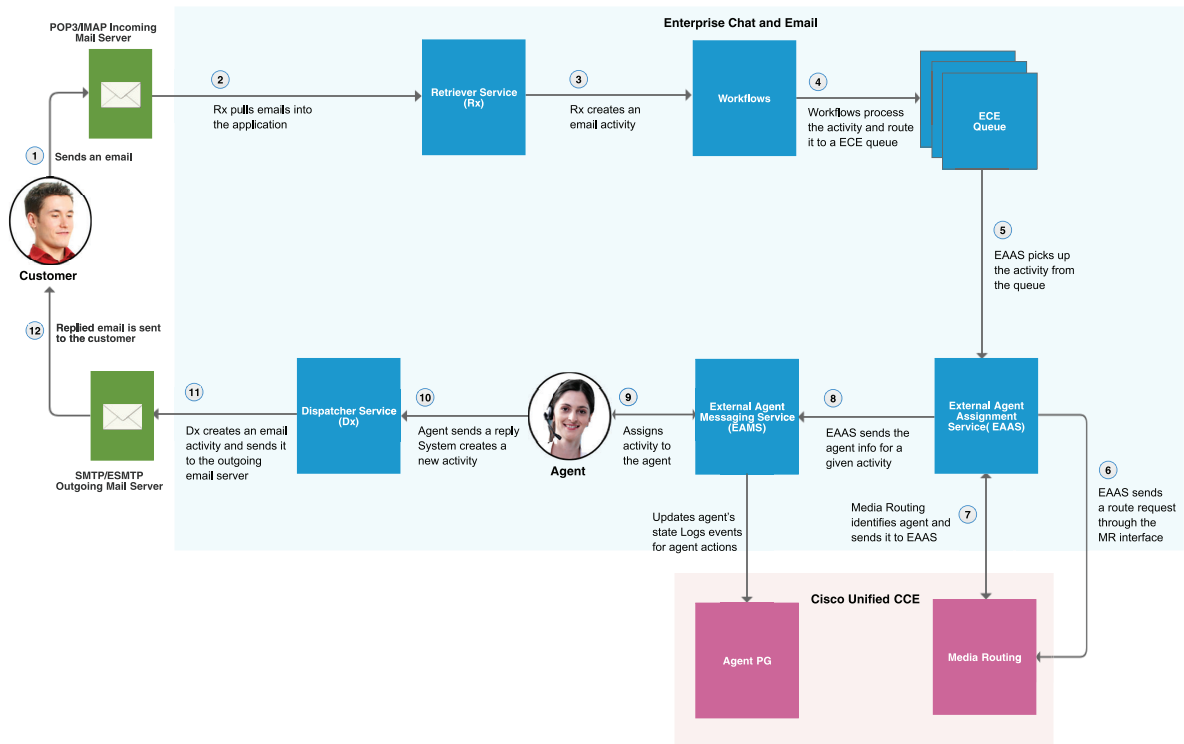 POP3/IMAP Incoming
Mail Server
Enterprise Chat and Email
2
Rx pulls emails into
the application
Retriever Service
(Rx)
3
Rx creates an
email activity
Workflows
4
Workflows process
the activity and route
it to a ECE queue
ECE
Queue
1
Sends an email
Customer
5
EAAS picks up
the activity from
the queue
12
Replied email is sent
to the customer
SMTP/ESMTP
Outgoing Mail Server
11
Dx creates an email
activity and sends it
to the outgoing
email server
Dispatcher Service
(Dx)
10
Agent sends a reply
System creates a
new activity
Agent
9
Assigns
activity to
the agent
External Agent
Messaging Service
(EAMS)
8
EAAS sends the
agent info for a
given activity
External Agent
Assignment
Service( EAAS)
6
EAAS sends
a route request
through the
MR interface
7
Media Routing
identifies agent and
sends it to EAAS
Updates agent's
state Logs events
for agent actions
Cisco Unified CCE
Agent PG
Media Routing